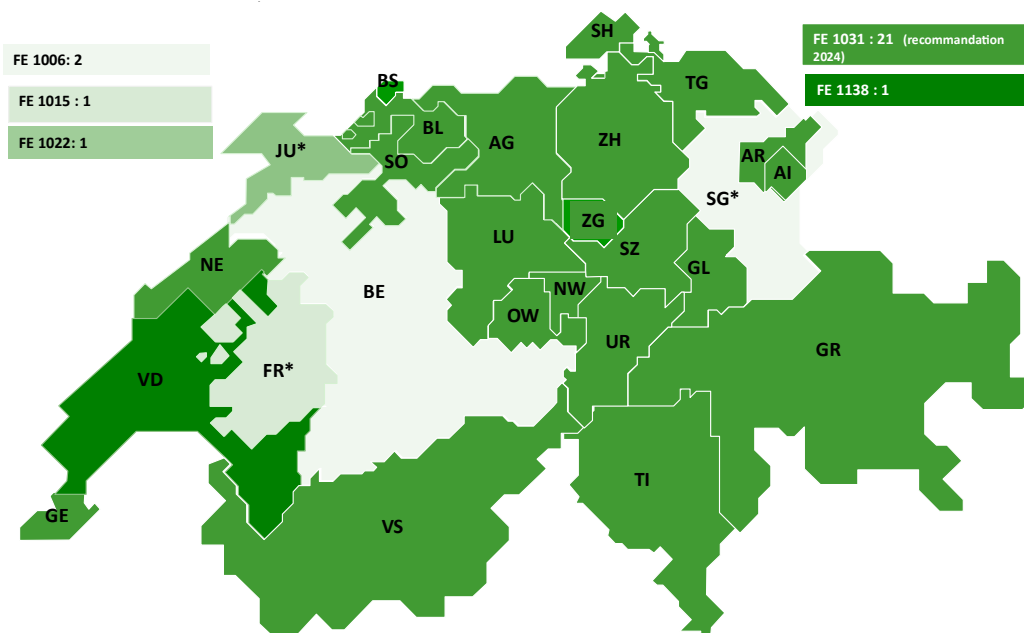 SH
FE 1031 : 21 (recommandation
2024)
FE 1006: 2
BS
TG
FE 1138 : 1
FE 1015 : 1
BL
AG
ZH
FE 1022: 1
JU*
SO
AR
AI
SG*
ZG
LU
SZ
NE
GL
BE
NW
OW
UR
GR
VD
FR*
TI
GE
VS